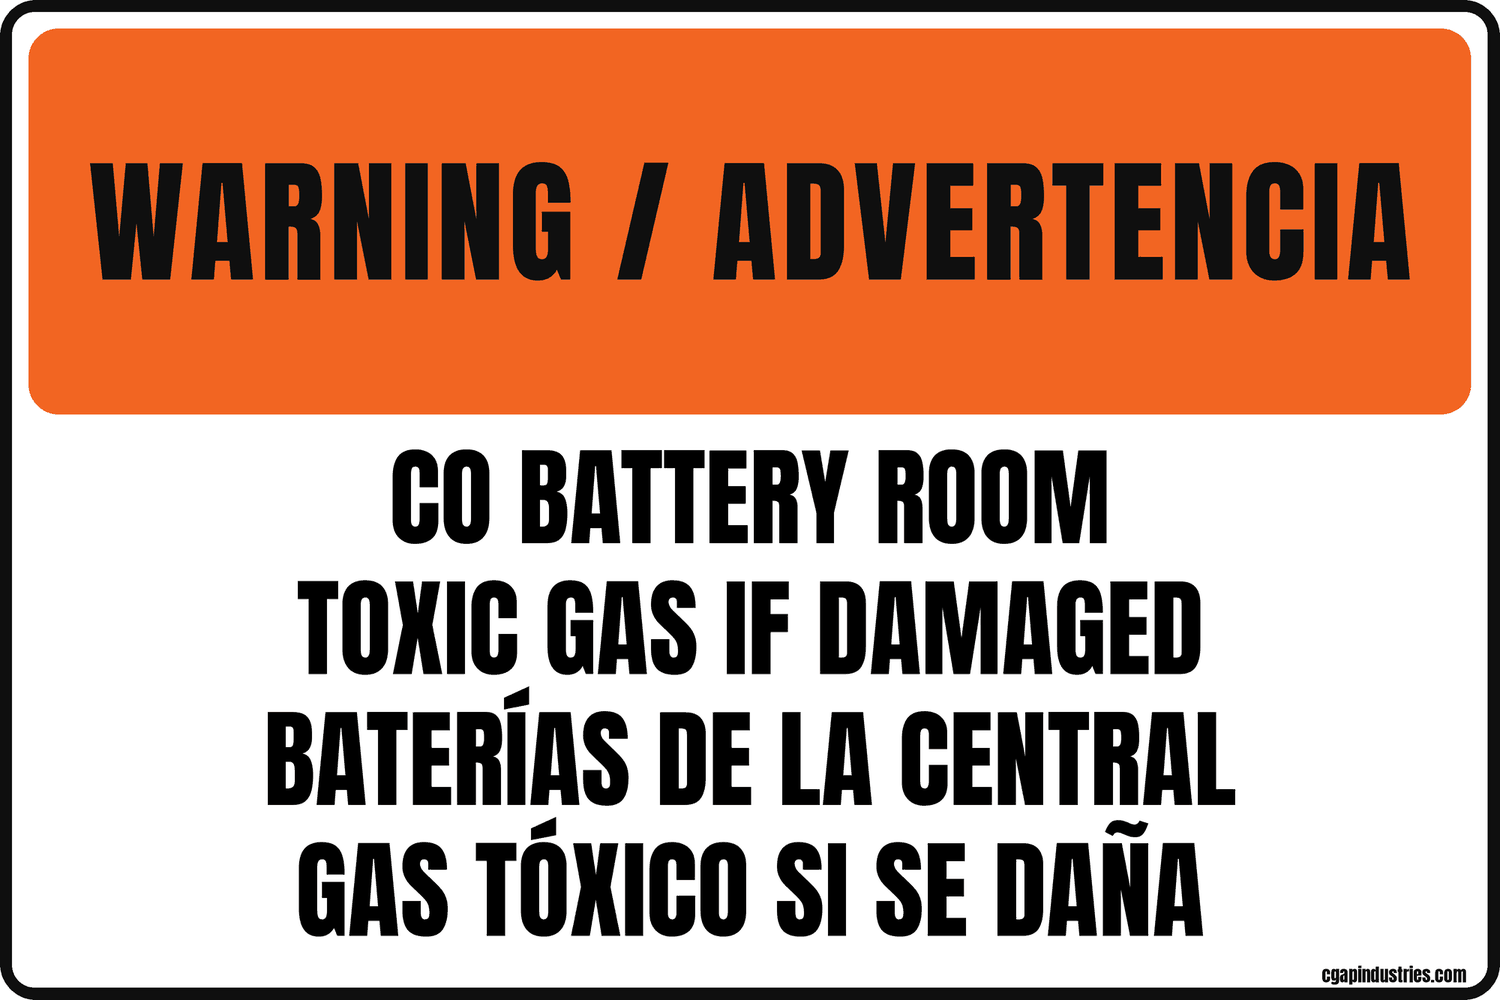 WARNING / ADVERTENCIA
CO BATTERY ROOM
TOXIC GAS IF DAMAGED
BATERÍAS DE LA CENTRAL
GAS TÓXICO SI SE DAÑA
cgapindustries.com